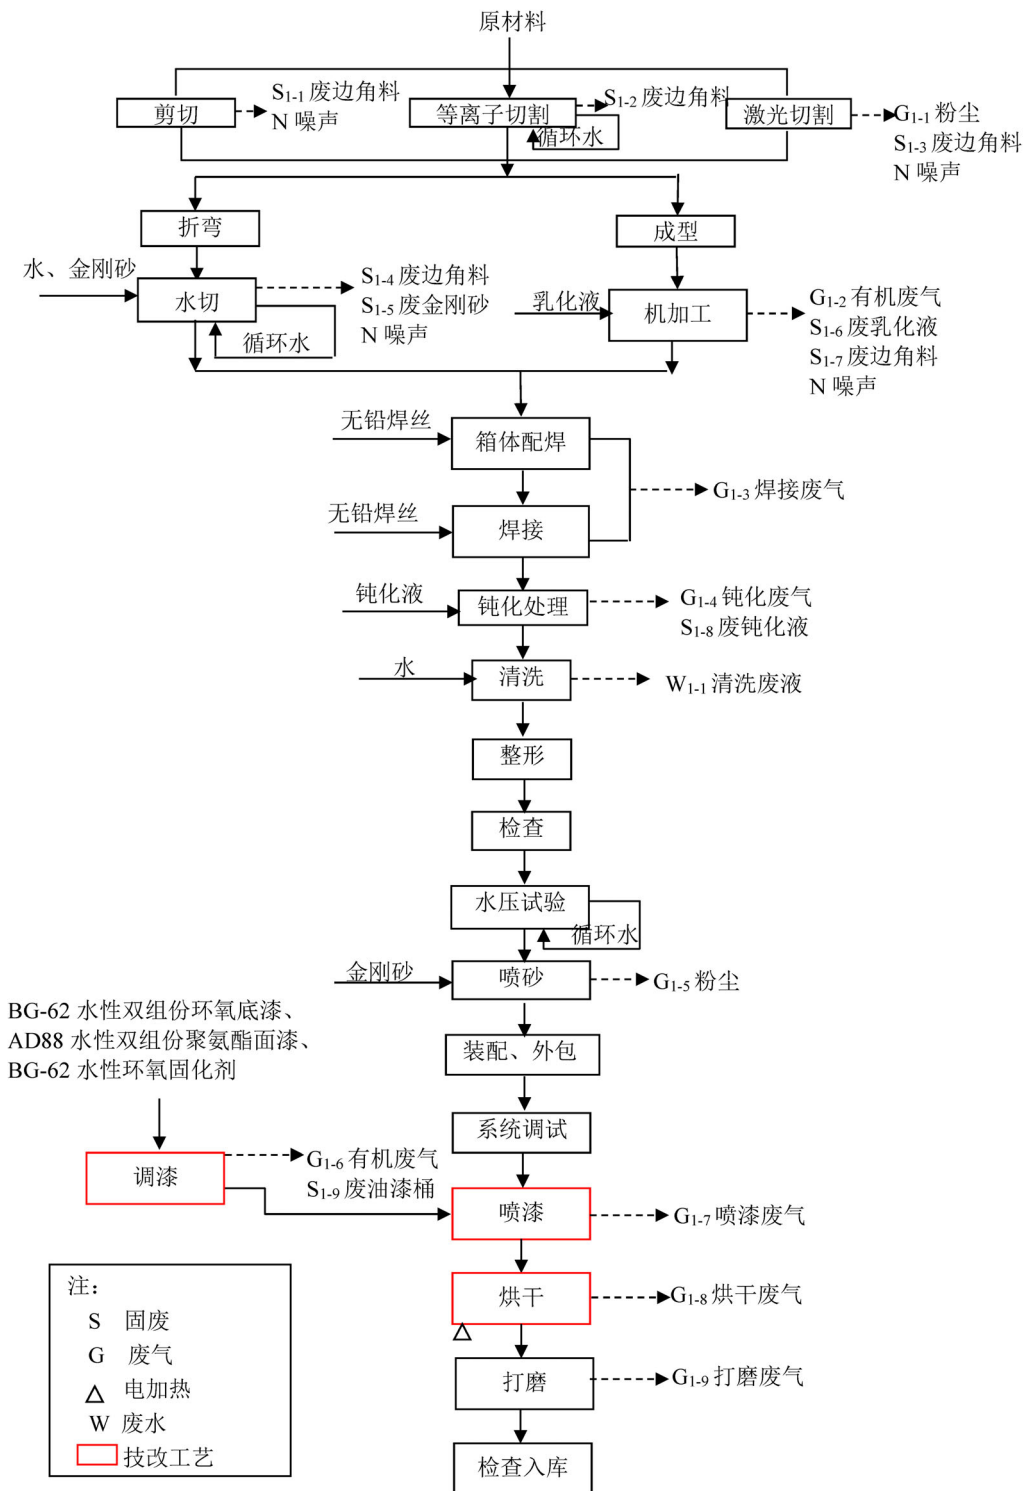 原材料
剪切
S1-1 废边角料
N 噪声
等离子切割
S1-2 废边角料
循环水
激光切割
G1-1 粉尘
S1-3 废边角料
N 噪声
折弯
成型
水、金刚砂
水切
S1-4 废边角料
S1-5 废金刚砂
N 噪声
循环水
乳化液
机加工
G1-2 有机废气
S1-6 废乳化液
S1-7 废边角料
N 噪声
无铅焊丝
箱体配焊
G1-3 焊接废气
无铅焊丝
焊接
钝化液
钝化处理
G1-4 钝化废气
S1-8 废钝化液
水
清洗
W1-1 清洗废液
整形
检查
水压试验
循环水
金刚砂
喷砂
G1-5 粉尘
BG-62 水性双组份环氧底漆、
AD88 水性双组份聚氨酯面漆、
BG-62 水性环氧固化剂
装配、外包
系统调试
调漆
G1-6 有机废气
S1-9 废油漆桶
喷漆
G1-7 喷漆废气
烘干
G1-8 烘干废气
打磨
G1-9 打磨废气
检查入库
注：
S 固废
G 废气
电加热
W 废水
技改工艺